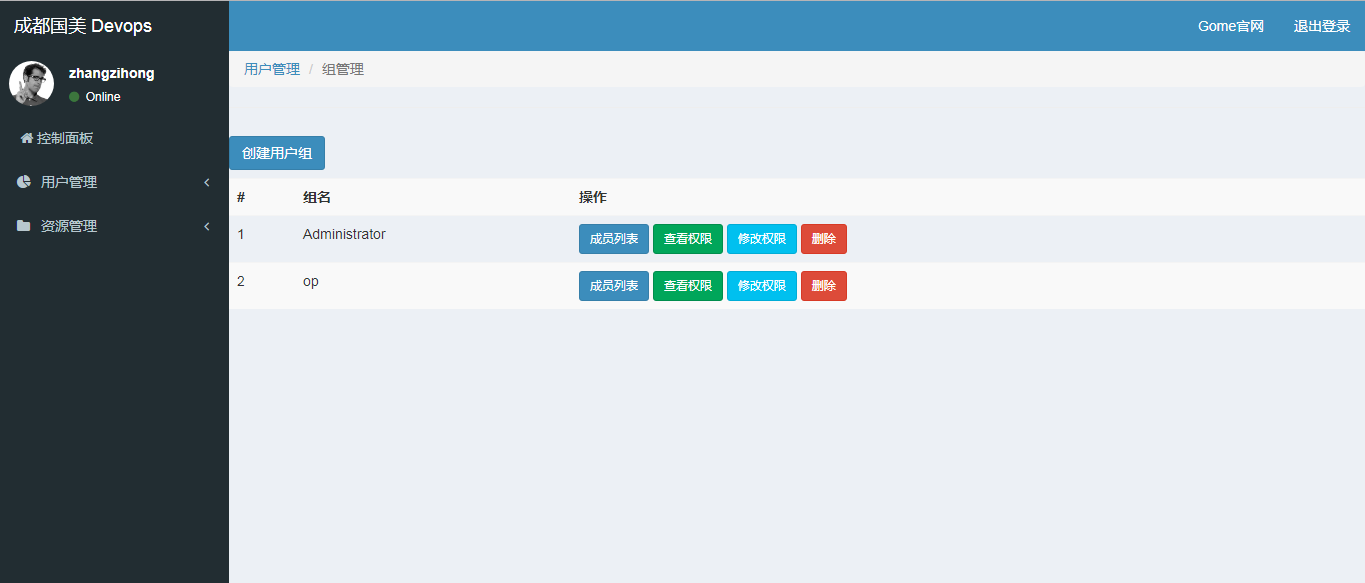 成都国美 Devops
Gome官网 退出登录
zhangzihong
Online
控制面板
用户管理
资源管理
用户管理 / 组管理
创建用户组
# 组名 操作
1 Administrator 成员列表 查看权限 修改权限 删除
2 op 成员列表 查看权限 修改权限 删除